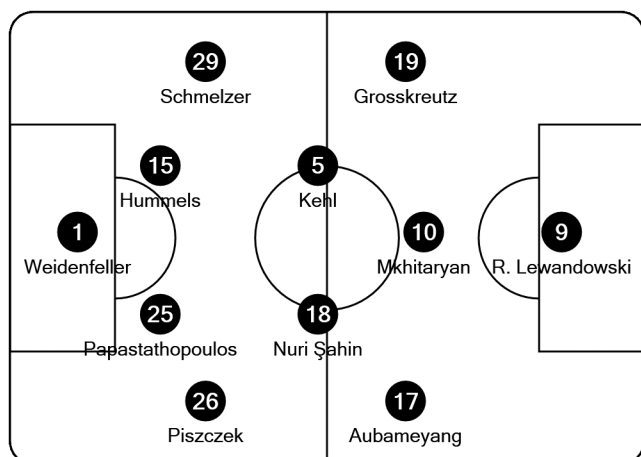 29
Schmelzer
19
Grosskreutz
15
Hummels
5
Kehl
1
Weidenfeller
10
Mkhitaryan
9
R. Lewandowski
25
Papastathopoulos
18
Nuri Şahin
26
Piszczek
17
Aubameyang